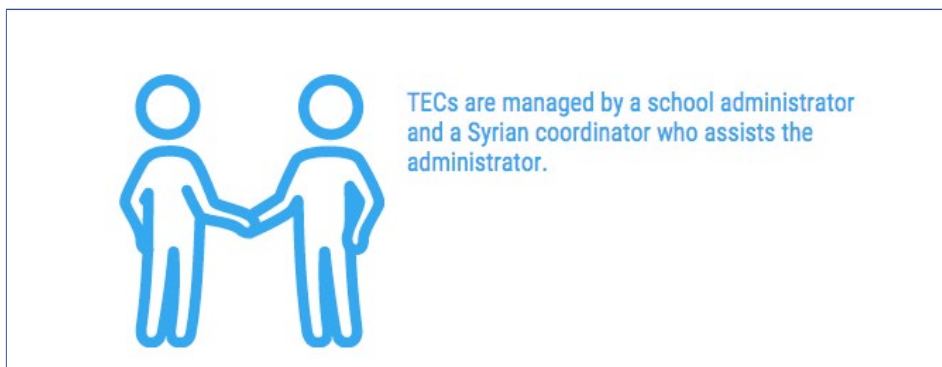 TECs are managed by a school administrator
and a Syrian coordinator who assists the
administrator.